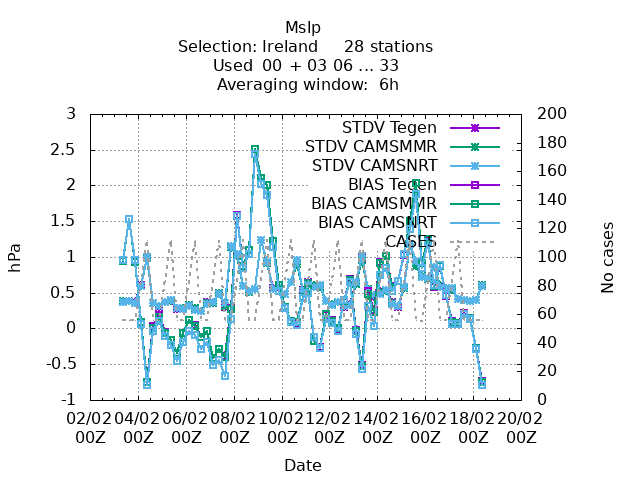 Mslp
Selection: Ireland 28 stations
Used 00 + 03 06 ... 33
Averaging window: 6h
3 200
2.5 180
2 160
1.5 140
1 120
0.5 100
0 80
-0.5 60
-1 40
20
0
STDV Tegen
STDV CAMSMMR
STDV CAMSNRT
BIAS Tegen
BIAS CAMSMMR
BIAS CAMSNRT
CASES
hPa
No cases
02/02 04/02 06/02 08/02 10/02 12/02 14/02 16/02 18/02 20/02
00Z 00Z 00Z 00Z 00Z 00Z 00Z 00Z 00Z 00Z
Date